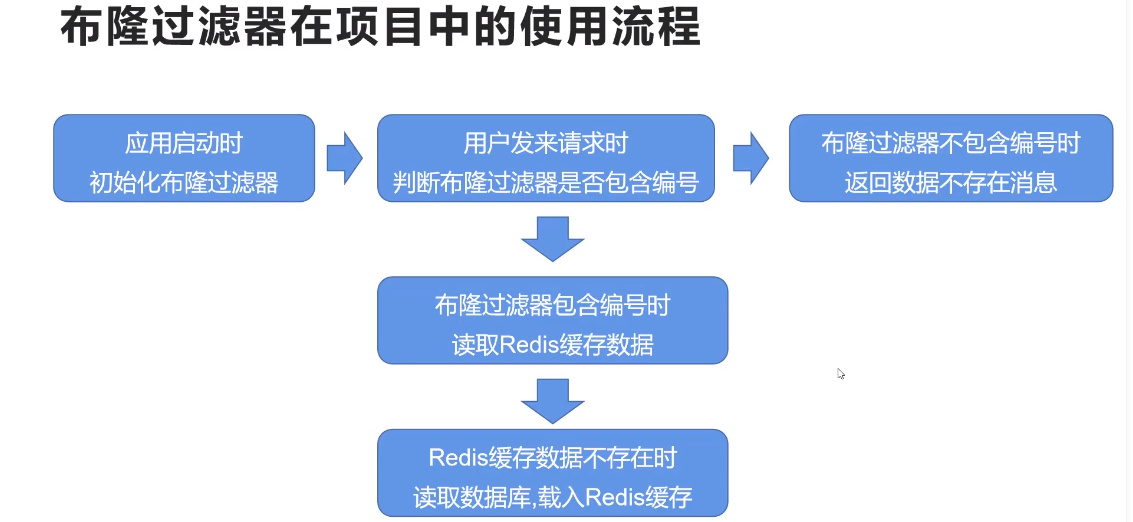 布隆过滤器在项目中的使用流程
应用启动时
初始化布隆过滤器
用户发来请求时
判断布隆过滤器是否包含编号
布隆过滤器不包含编号时
返回数据不存在消息
布隆过滤器包含编号时
读取Redis缓存数据
Redis缓存数据不存在时
读取数据库,载入Redis缓存